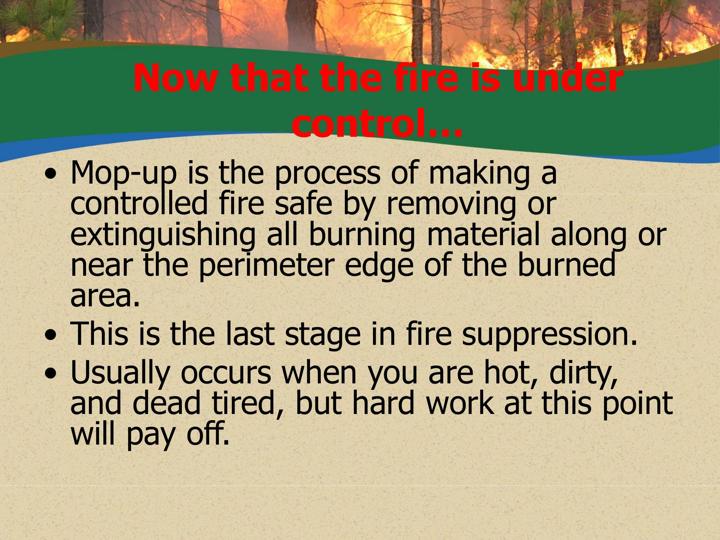 Now that the fire is under
control…
• Mop-up is the process of making a
controlled fire safe by removing or
extinguishing all burning material along or
near the perimeter edge of the burned
area.
• This is the last stage in fire suppression.
• Usually occurs when you are hot, dirty,
and dead tired, but hard work at this point
will pay off.